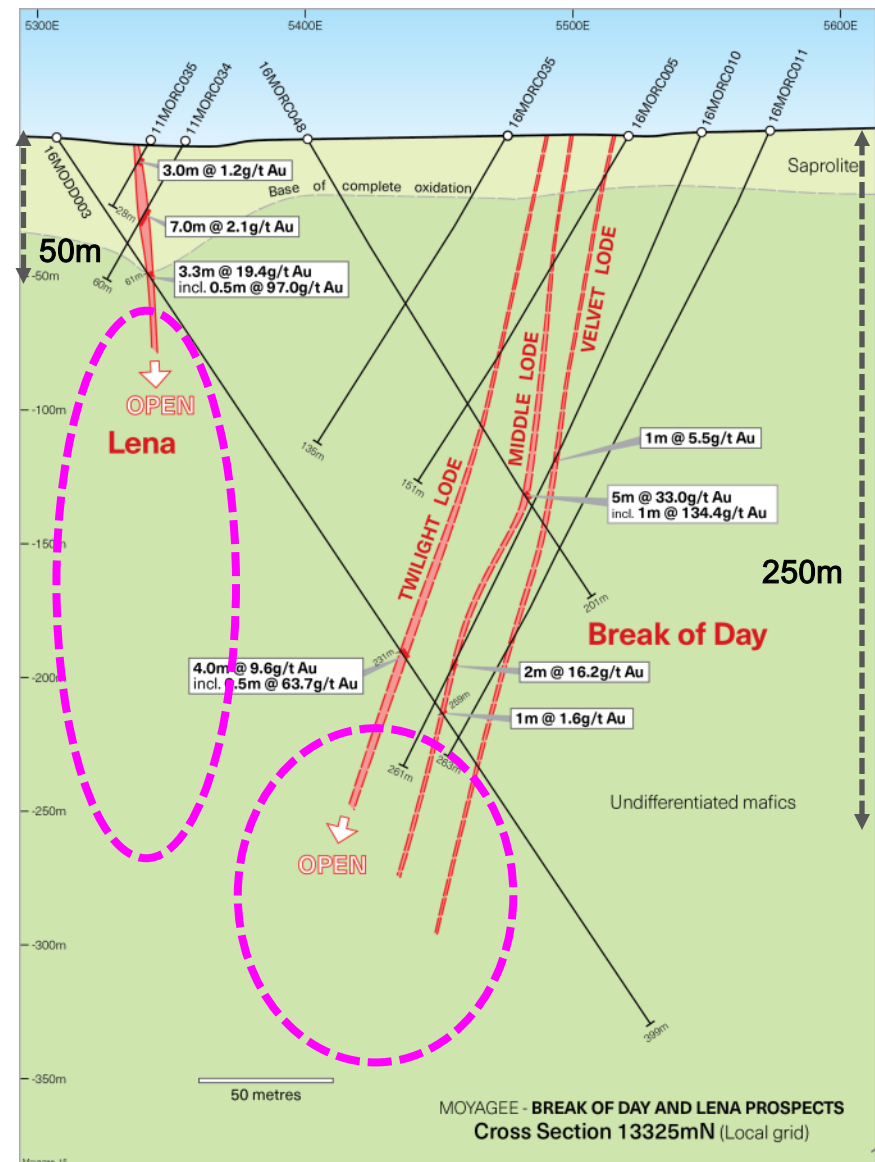 5300E
5400E
5500E
5600E
16MODD003
11MORC035
11MORC034
16MORC048
16MORC035
16MORC005
16MORC010
16MORC011
3.0m @ 1.2g/t Au
Saprolite
Base of complete oxidation
28m
7.0m @ 2.1g/t Au
50m
-50m
60m
61m
3.3m @ 19.4g/t Au
incl. 0.5m @ 97.0g/t Au
VELVET LODE
MIDDLE LODE
TWILIGHT LODE
OPEN
-100m
Lena
135m
1m @ 5.5g/t Au
151m
5m @ 33.0g/t Au
incl. 1m @ 134.4g/t Au
-150m
250m
201m
Break of Day
231m
4.0m @ 9.6g/t Au
incl. 0.5m @ 63.7g/t Au
-200m
2m @ 16.2g/t Au
269m
1m @ 1.6g/t Au
261m
263m
-250m
Undifferentiated mafics
OPEN
-300m
399m
-350m
50 metres
MOYAGEE - BREAK OF DAY AND LENA PROSPECTS
Cross Section 13325mN (Local grid)